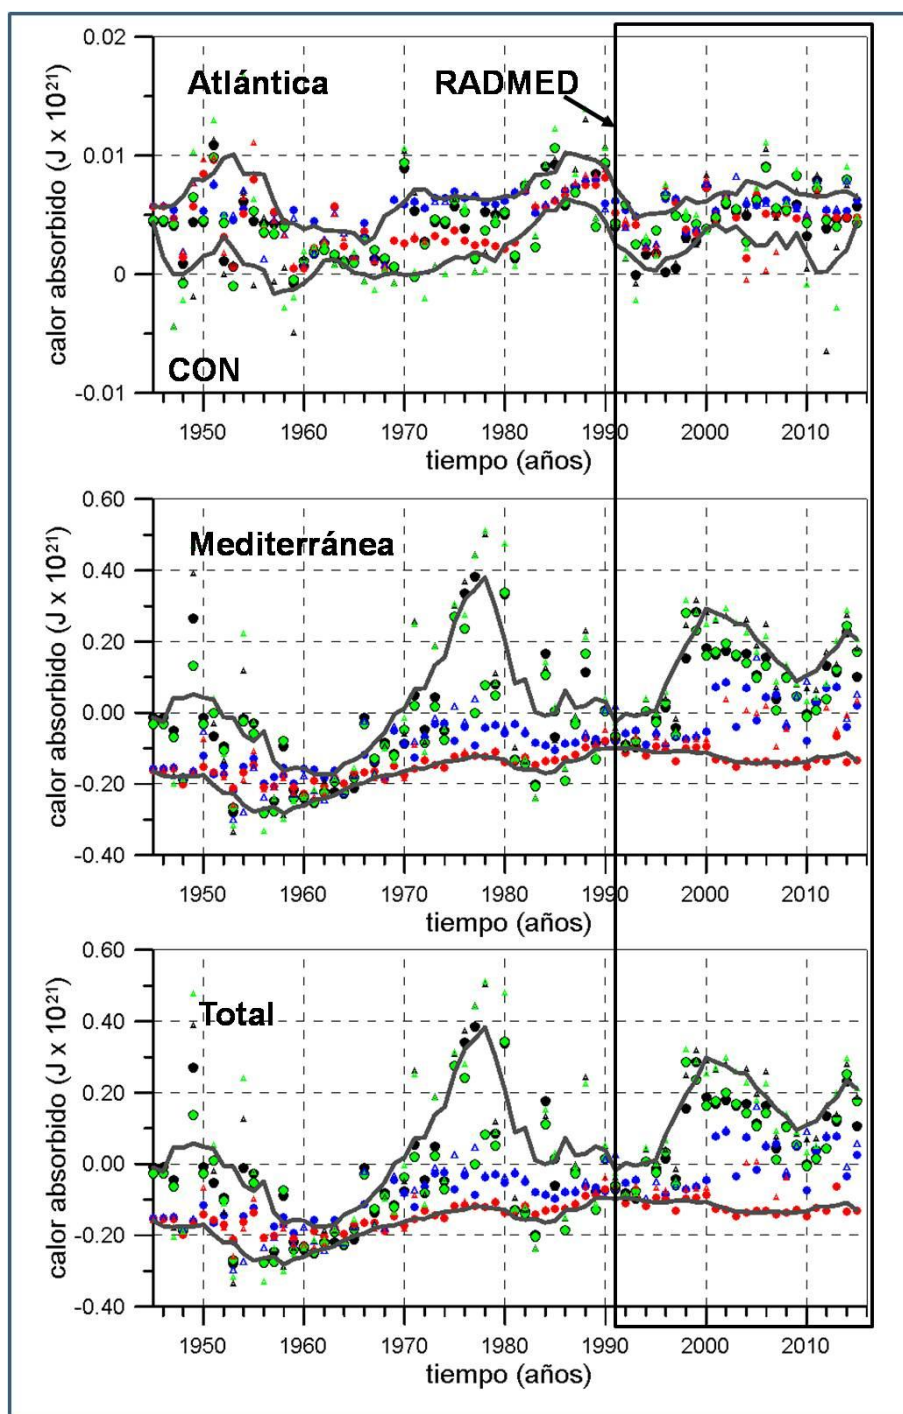 0.02
Atlántica
RADMED
0.01
0
-0.01
calor absorbido (J x 10²¹)
CON
1950 1960 1970 1980 1990 2000 2010
tiempo (años)
0.60
0.40
0.20
0.00
-0.20
-0.40
calor absorbido (J x 10²¹)
Mediterránea
1950 1960 1970 1980 1990 2000 2010
tiempo (años)
0.60
0.40
0.20
0.00
-0.20
-0.40
calor absorbido (J x 10²¹)
Total
1950 1960 1970 1980 1990 2000 2010
tiempo (años)